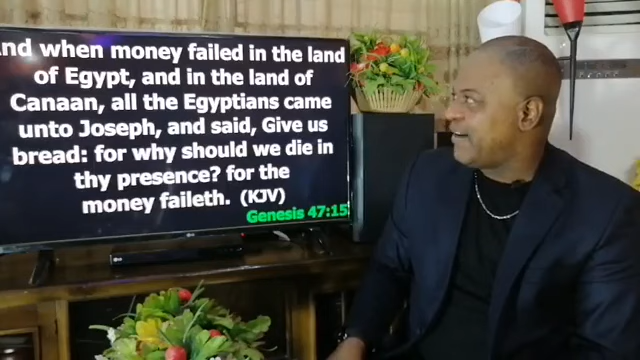 nd when money failed in the land
of Egypt, and in the land of
Canaan, all the Egyptians came
unto Joseph, and said, Give us
bread: for why should we die in
thy presence? for the
money faileth. (KJV)
Genesis 47:15
LG